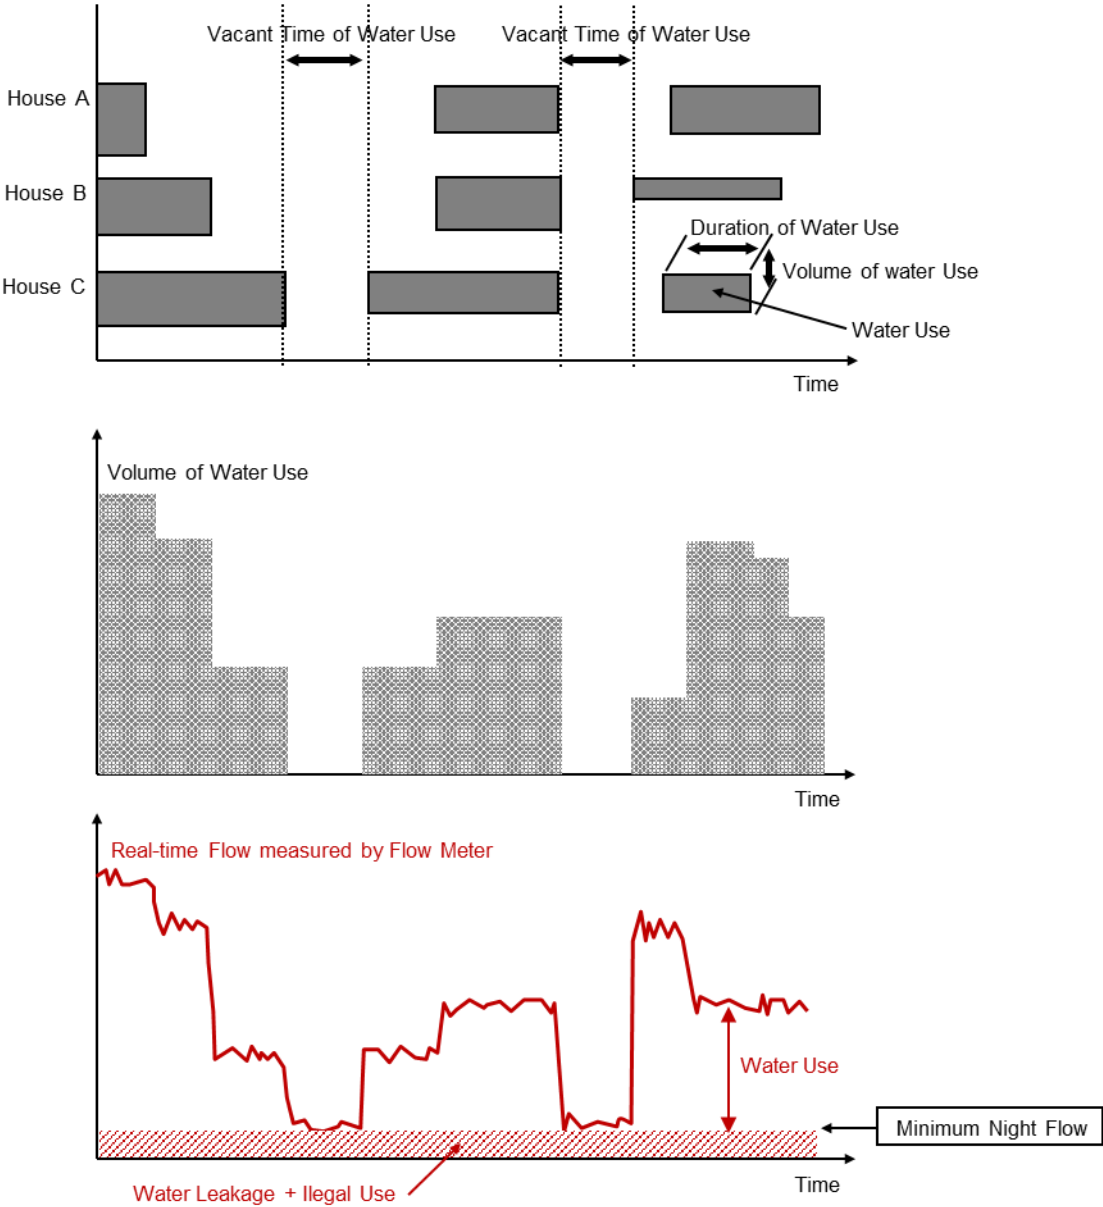 Vacant Time of Water Use
Vacant Time of Water Use
House A
House B
Duration of Water Use
House C
Volume of water Use
Water Use
Time
Volume of Water Use
Time
Real-time Flow measured by Flow Meter
Water Use
Minimum Night Flow
Time
Water Leakage + Ilegal Use